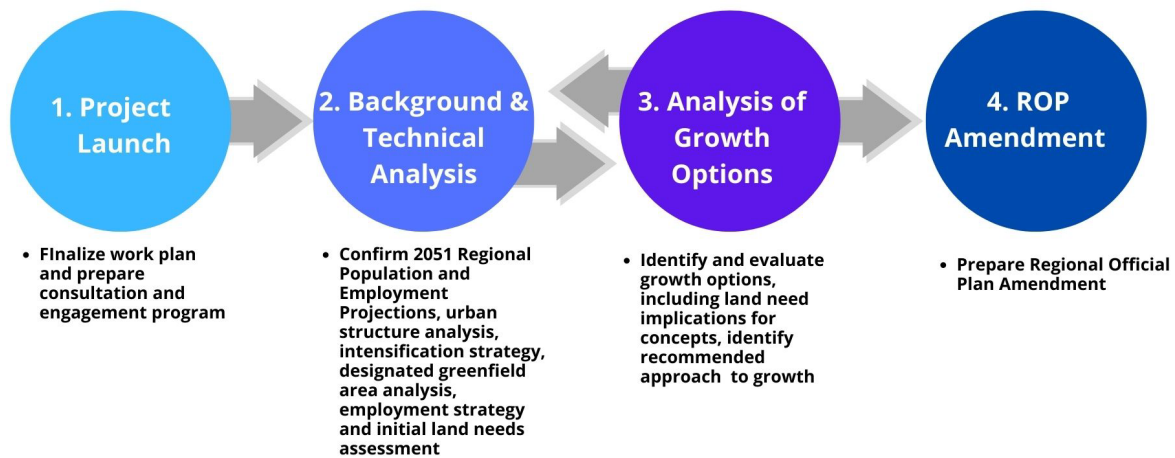 1. Project
Launch
2. Background &
Technical
Analysis
3. Analysis of
Growth
Options
4. ROP
Amendment
• FInalize work plan
and prepare
consultation and
engagement program
• Confirm 2051 Regional
Population and
Employment
Projections, urban
structure analysis,
intensification strategy,
designated greenfield
area analysis,
employment strategy
and initial land needs
assessment
• Identify and evaluate
growth options,
including land need
implications for
concepts, identify
recommended
approach to growth
• Prepare Regional Official
Plan Amendment